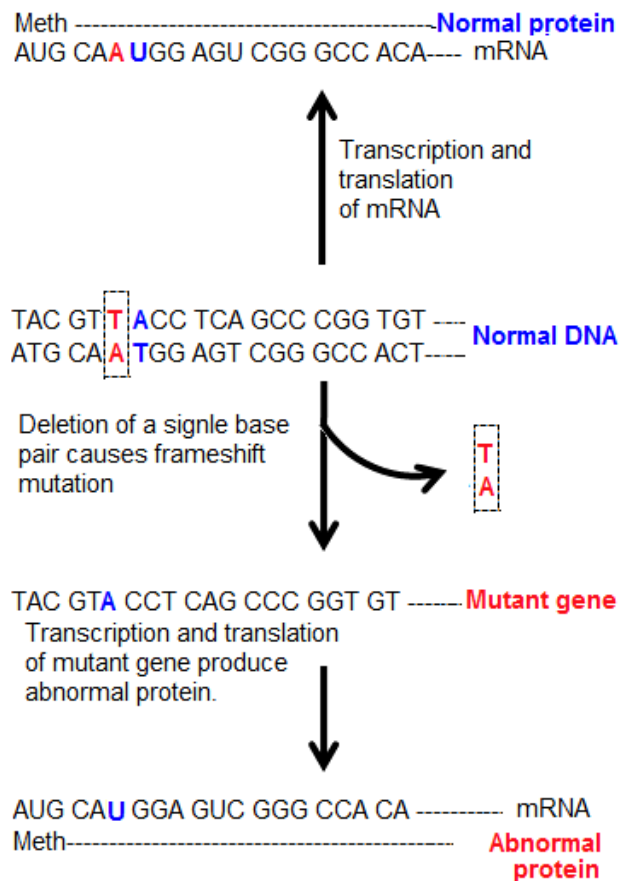 Meth ---------------------------------------Normal protein
AUG CAA UGG AGU CGG GCC ACA---- mRNA
Transcription and
translation
of mRNA
TAC GTT ACC TCA GCC CGG TGT ----
ATG CAA TGG AGT CGG GCC ACT----
Normal DNA
Deletion of a signle base
pair causes frameshift
mutation
T
A
TAC GTA CCT CAG CCC GGT GT ------ Mutant gene
Transcription and translation
of mutant gene produce
abnormal protein.
AUG CAU GGA GUC GGG CCA CA ---------- mRNA
Meth--------------------------------------------- Abnormal
protein